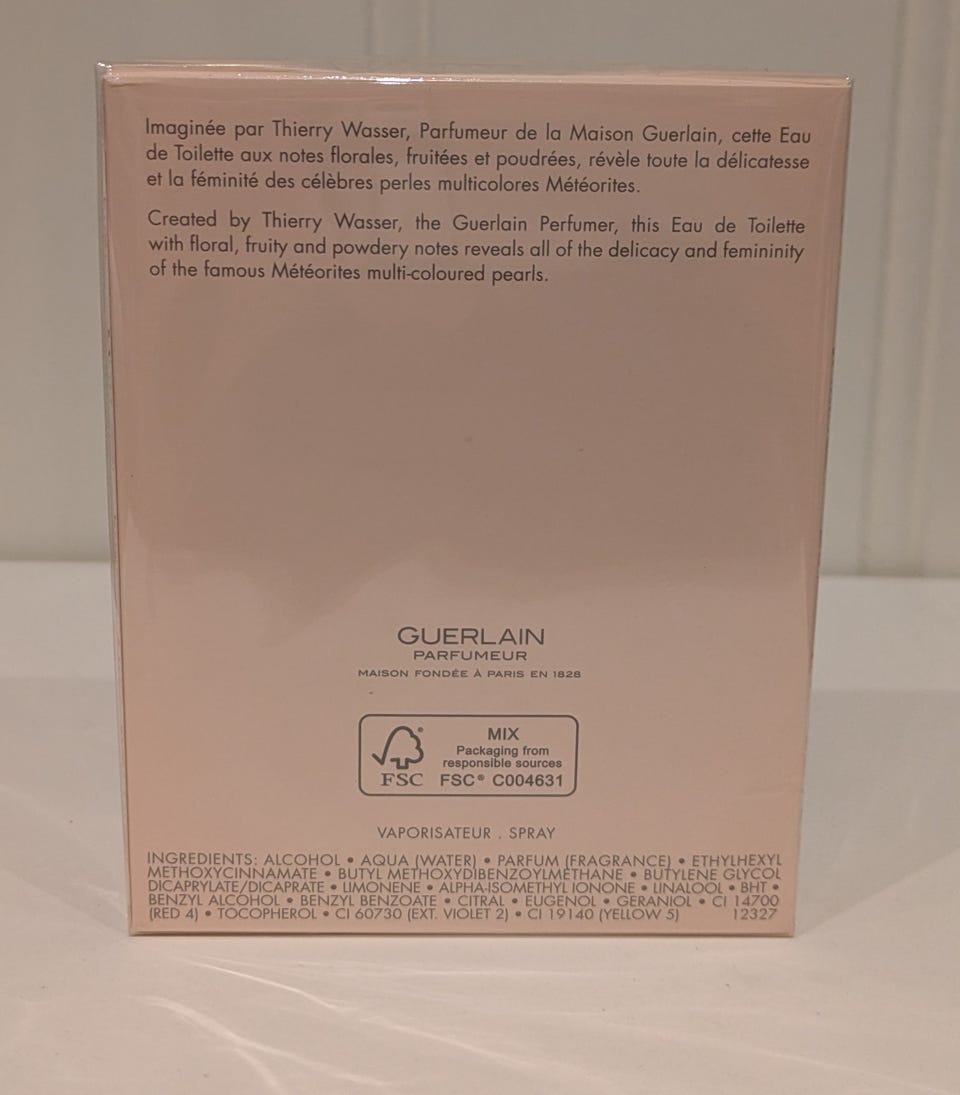 Imaginée par Thierry Wasser, Parfumeur de la Maison Guerlain, cette Eau
de Toilette aux notes florales, fruitées et poudrées, révèle toute la délicatesse
et la féminité des célèbres perles multicolores Météorites.
Created by Thierry Wasser, the Guerlain Perfumer, this Eau de Toilette
with floral, fruity and powdery notes reveals all of the delicacy and femininity
of the famous Météorites multi-coloured pearls.
GUERLAIN
PARFUMEUR
MAISON FONDÉE À PARIS EN 1828
MIX
Packaging from
responsible sources
FSC FSC® C004631
VAPORISATEUR . SPRAY
INGREDIENTS: ALCOHOL • AQUA (WATER) • PARFUM (FRAGRANCE) • ETHYLHEXYL
METHOXYCINNAMATE • BUTYL METHOXYDIBENZOYLMETHANE • BUTYLENE GLYCOL
DICAPRYLATE/DICAPRATE • LIMONENE • ALPHA-ISOMETHYL IONONE • LINALOOL • BHT •
BENZYL ALCOHOL • BENZYL BENZOATE • CITRAL • EUGENOL • GERANIOL • CI 14700
(RED 4) • TOCOPHEROL • CI 60730 (EXT. VIOLET 2) • CI 19140 (YELLOW 5) 12327